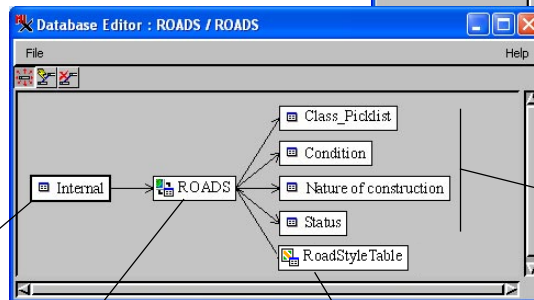 Database Editor : ROADS / ROADS
File Help
Class_Picklist
Condition
Internal ROADS Nature of construction
Status
RoadStyleTable